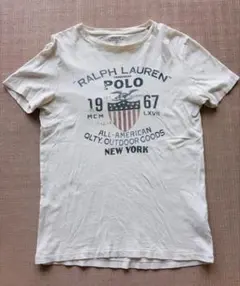 RALPH LAUREN
POLO
19 67
MCM LXVII
ALL-AMERICAN
QLTY. OUTDOOR GOODS
NEW YORK